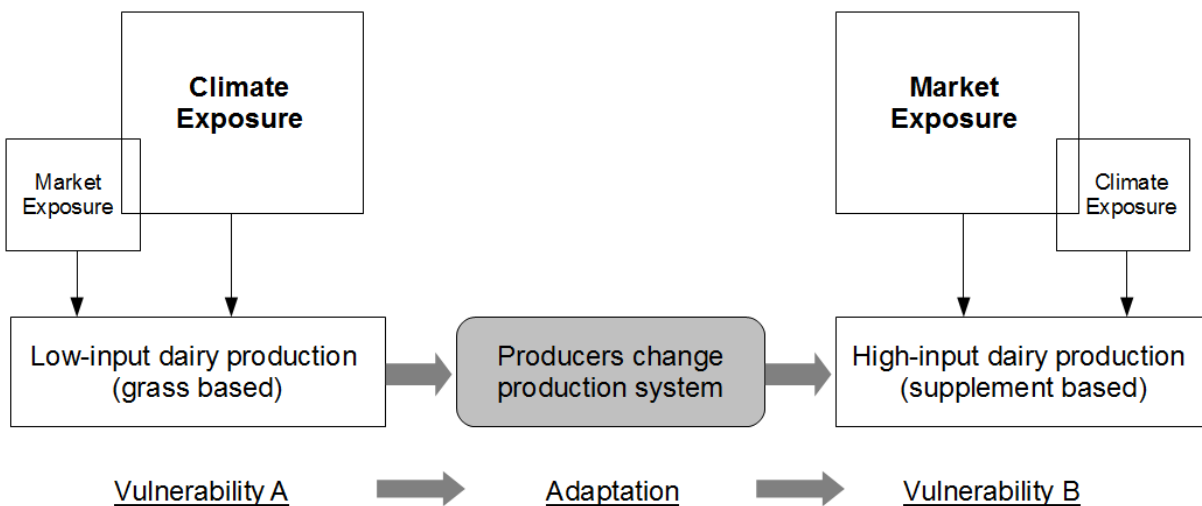 Climate
Exposure
Market
Exposure
Market
Exposure
Climate
Exposure
Low-input dairy production
(grass based)
Producers change
production system
High-input dairy production
(supplement based)
Vulnerability A
Adaptation
Vulnerability B